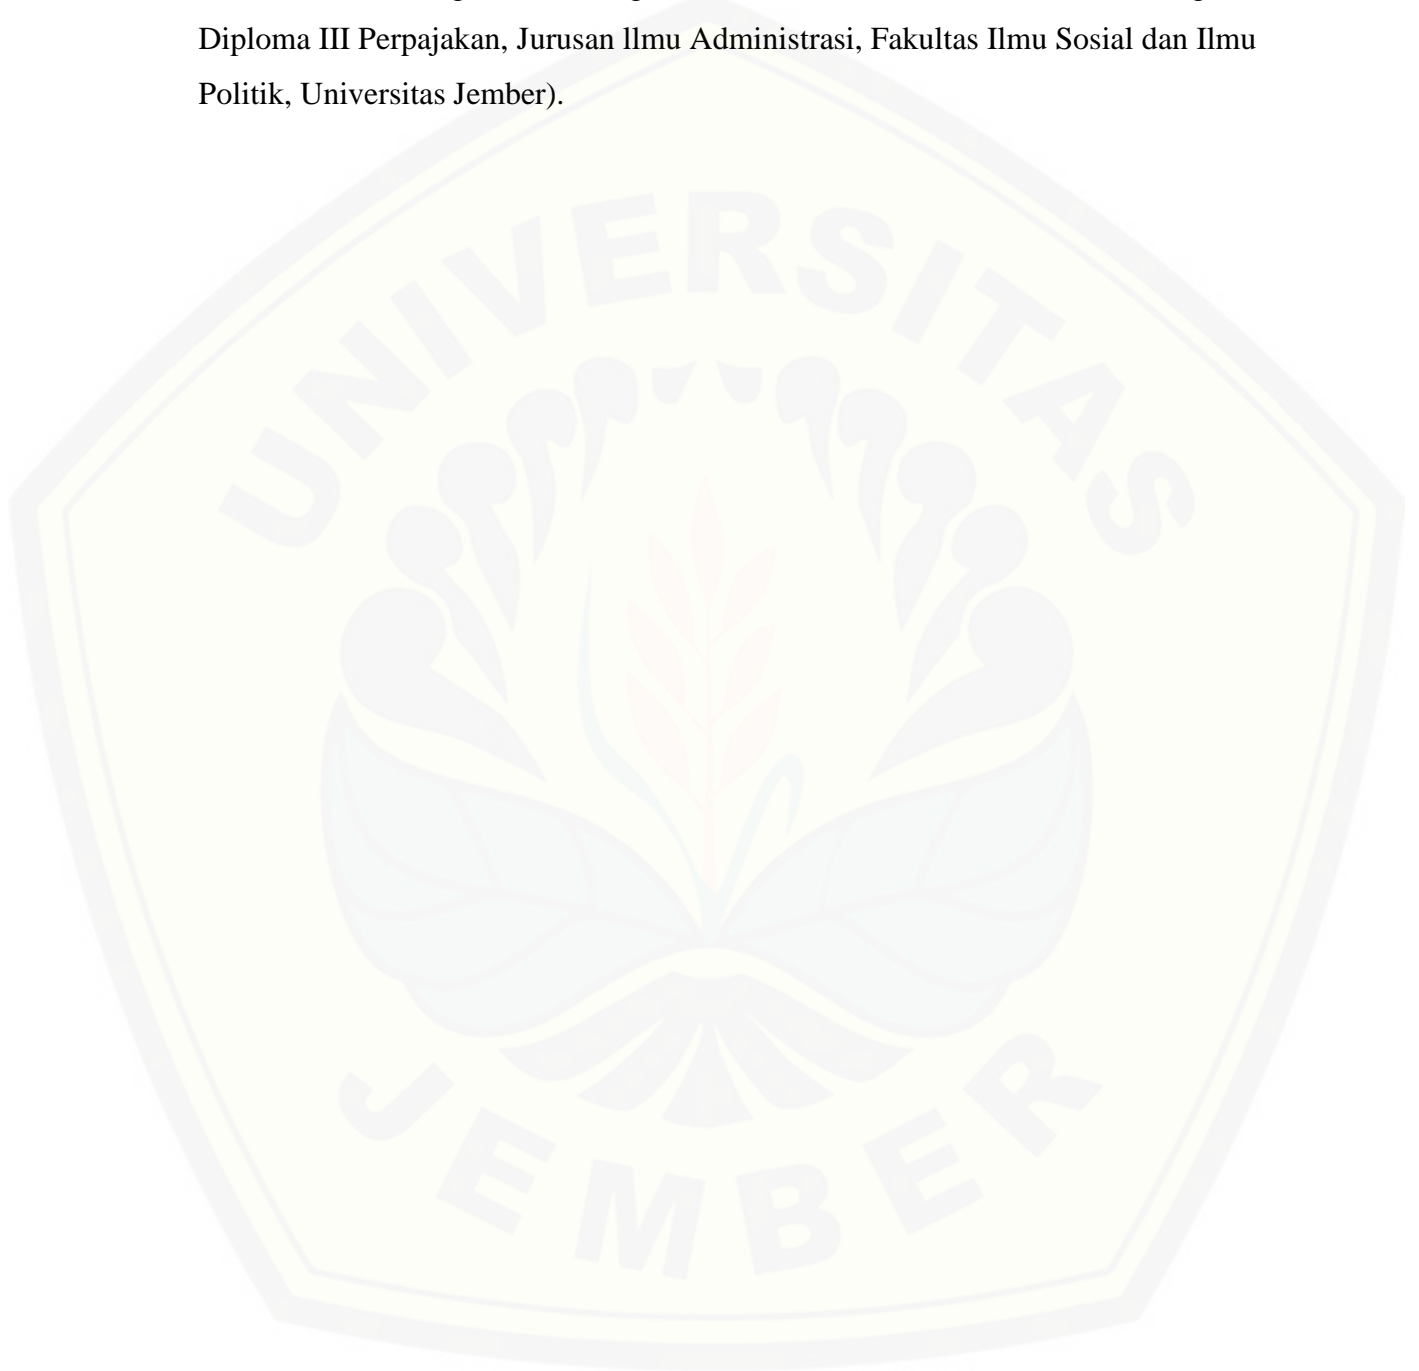 Diploma III Perpajakan, Jurusan llmu Administrasi, Fakultas Ilmu Sosial dan Ilmu
Politik, Universitas Jember).
UNIVERSITAS
JEMBER